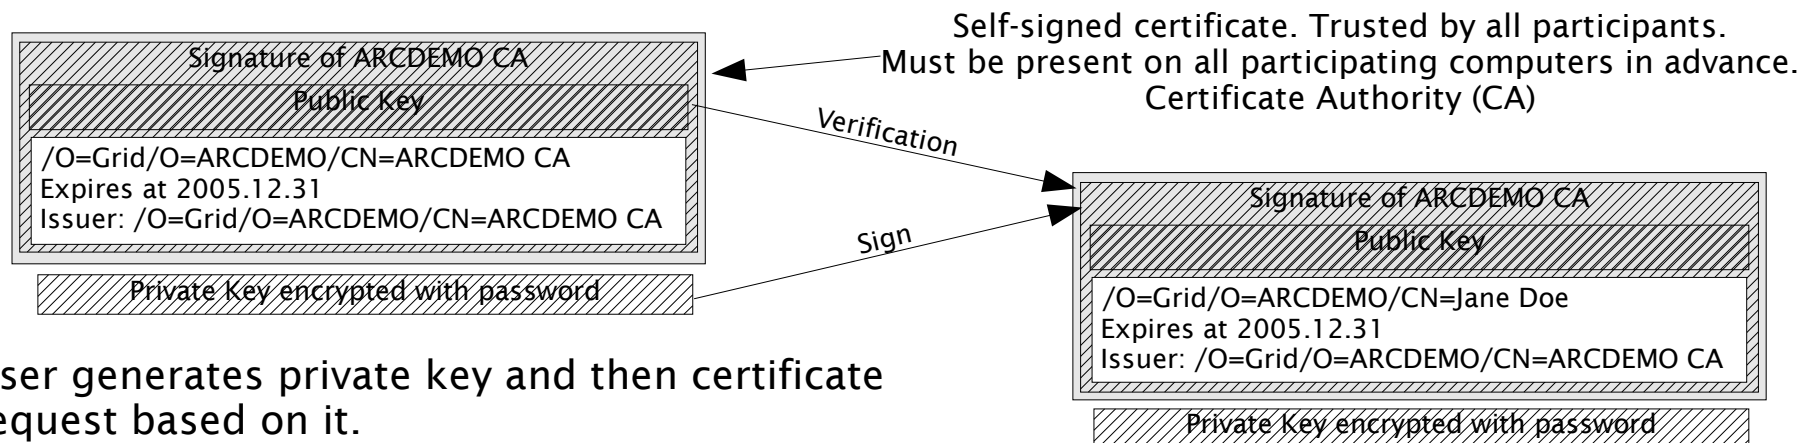 Self-signed certificate. Trusted by all participants.
Must be present on all participating computers in advance.
Certificate Authority (CA)
Signature of ARCDEMO CA
Public Key
/O=Grid/O=ARCDEMO/CN=ARCDEMO CA
Expires at 2005.12.31
Issuer: /O=Grid/O=ARCDEMO/CN=ARCDEMO CA
Private Key encrypted with password
Verification
Sign
Signature of ARCDEMO CA
Public Key
/O=Grid/O=ARCDEMO/CN=Jane Doe
Expires at 2005.12.31
Issuer: /O=Grid/O=ARCDEMO/CN=ARCDEMO CA
Private Key encrypted with password
ser generates private key and then certificate
equest based on it.